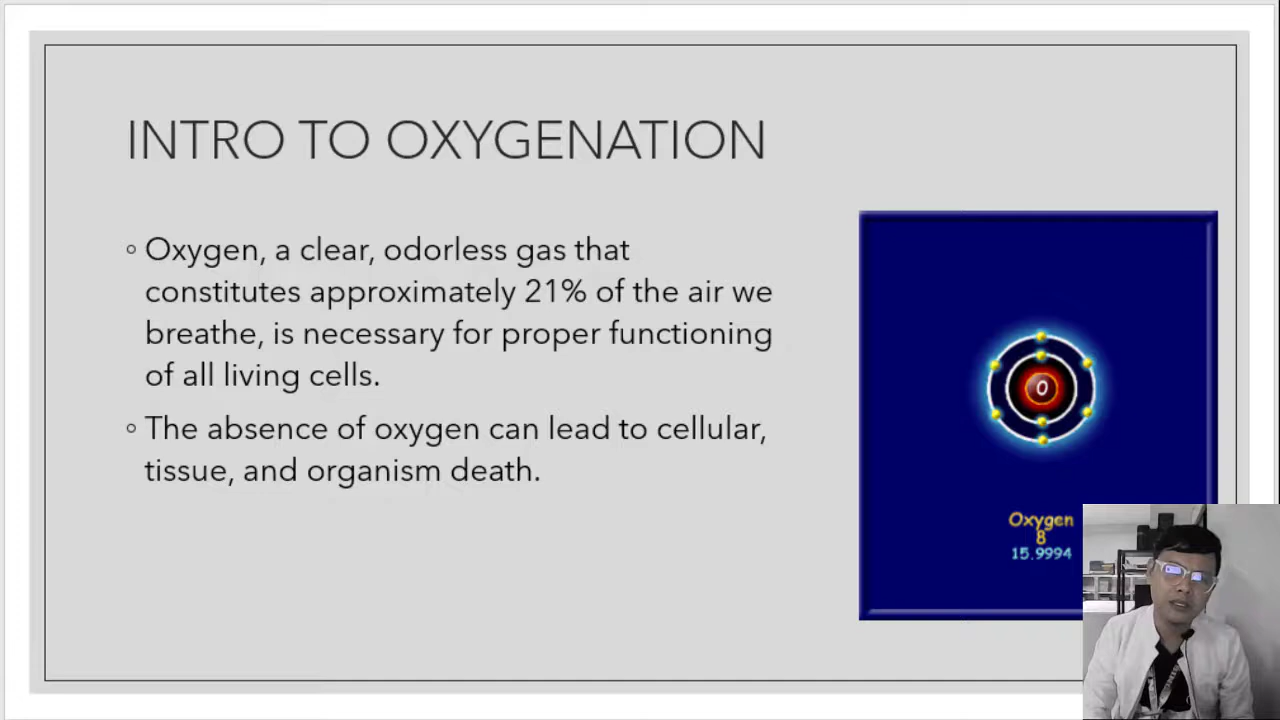 INTRO TO OXYGENATION
◦ Oxygen, a clear, odorless gas that
constitutes approximately 21% of the air we
breathe, is necessary for proper functioning
of all living cells.
◦ The absence of oxygen can lead to cellular,
tissue, and organism death.
O
Oxygen
8
15.9994